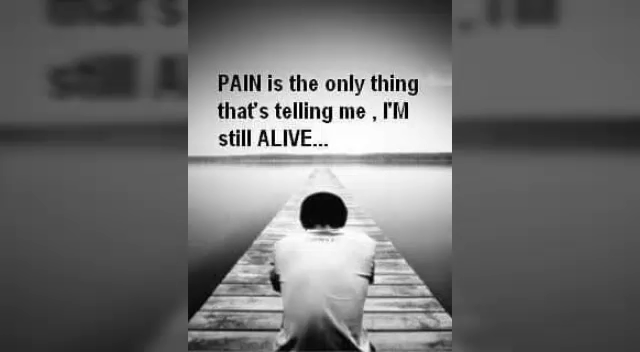 PAIN is the only thing
that's telling me , I'M
still ALIVE...